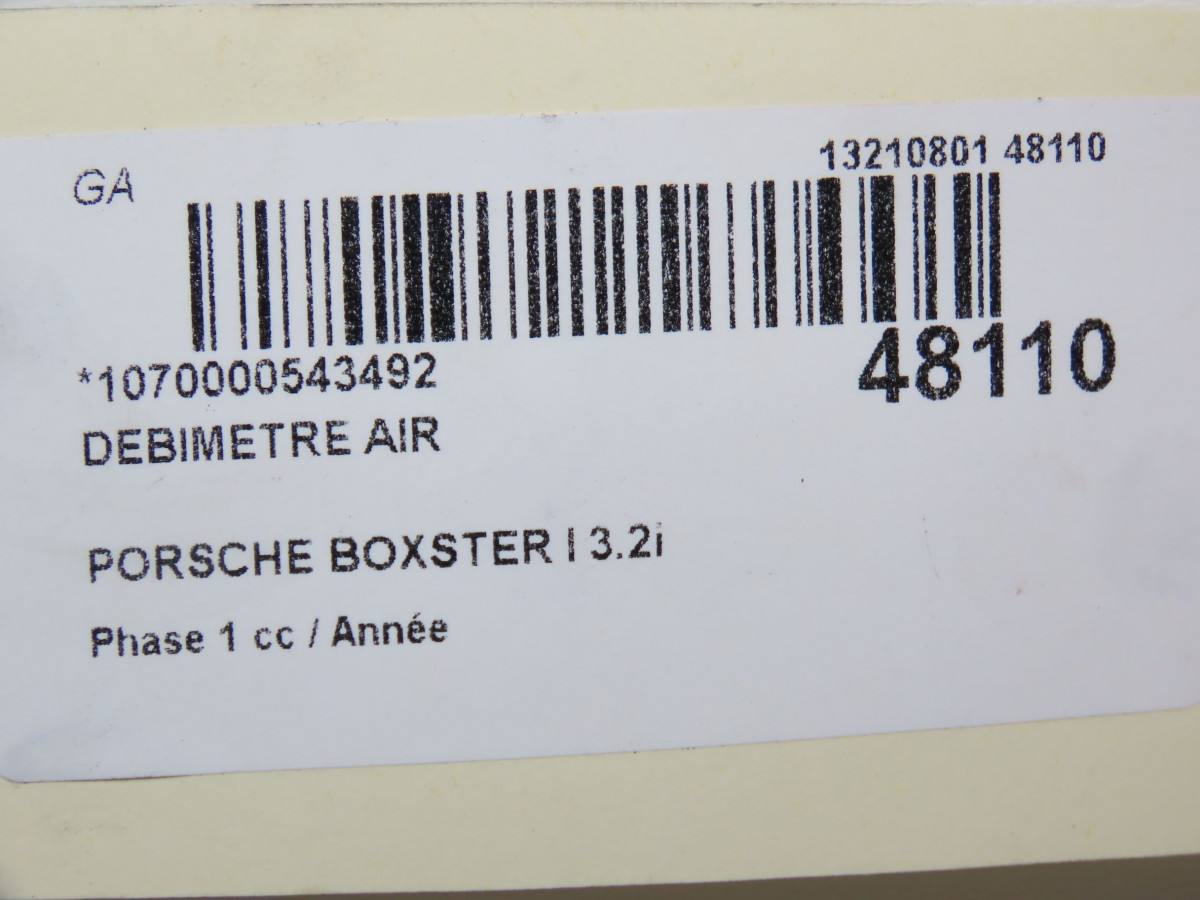 GA
13210801 48110
*1070000543492
48110
DEBIMETRE AIR
PORSCHE BOXSTER I 3.2i
Phase 1 cc / Année